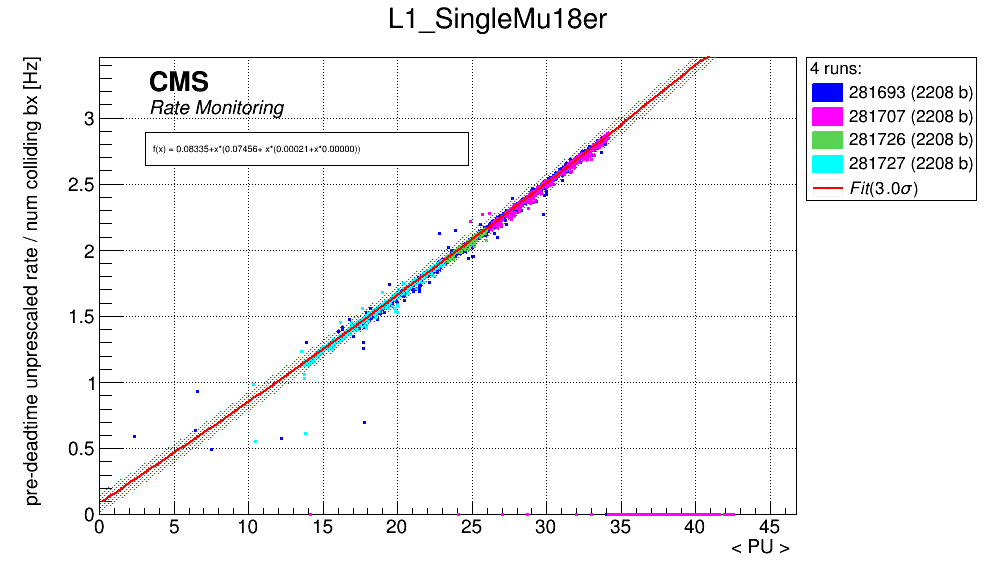 L1_SingleMu18er
pre-deadtime unprescaled rate / num colliding bx [Hz]
CMS
Rate Monitoring
f(x) = 0.08335+x*(0.07456+ x*(0.00021+x*0.00000))
4 runs:
281693 (2208 b)
281707 (2208 b)
281726 (2208 b)
281727 (2208 b)
Fit(3.0σ)
3
2.5
2
1.5
1
0.5
0
0 5 10 15 20 25 30 35 40 45
< PU >